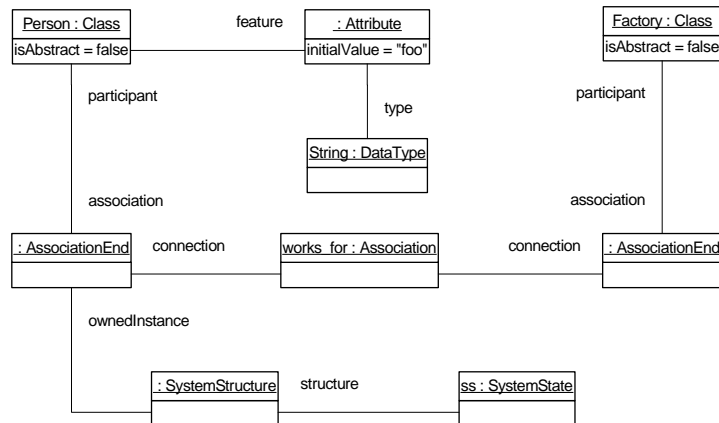 Person : Class
feature
: Attribute
Factory : Class
isAbstract = false
initialValue = "foo"
isAbstract = false
participant
participant
type
String : DataType
association
association
: AssociationEnd
connection
works_for : Association
connection
: AssociationEnd
ownedInstance
: SystemStructure
structure
ss : SystemState